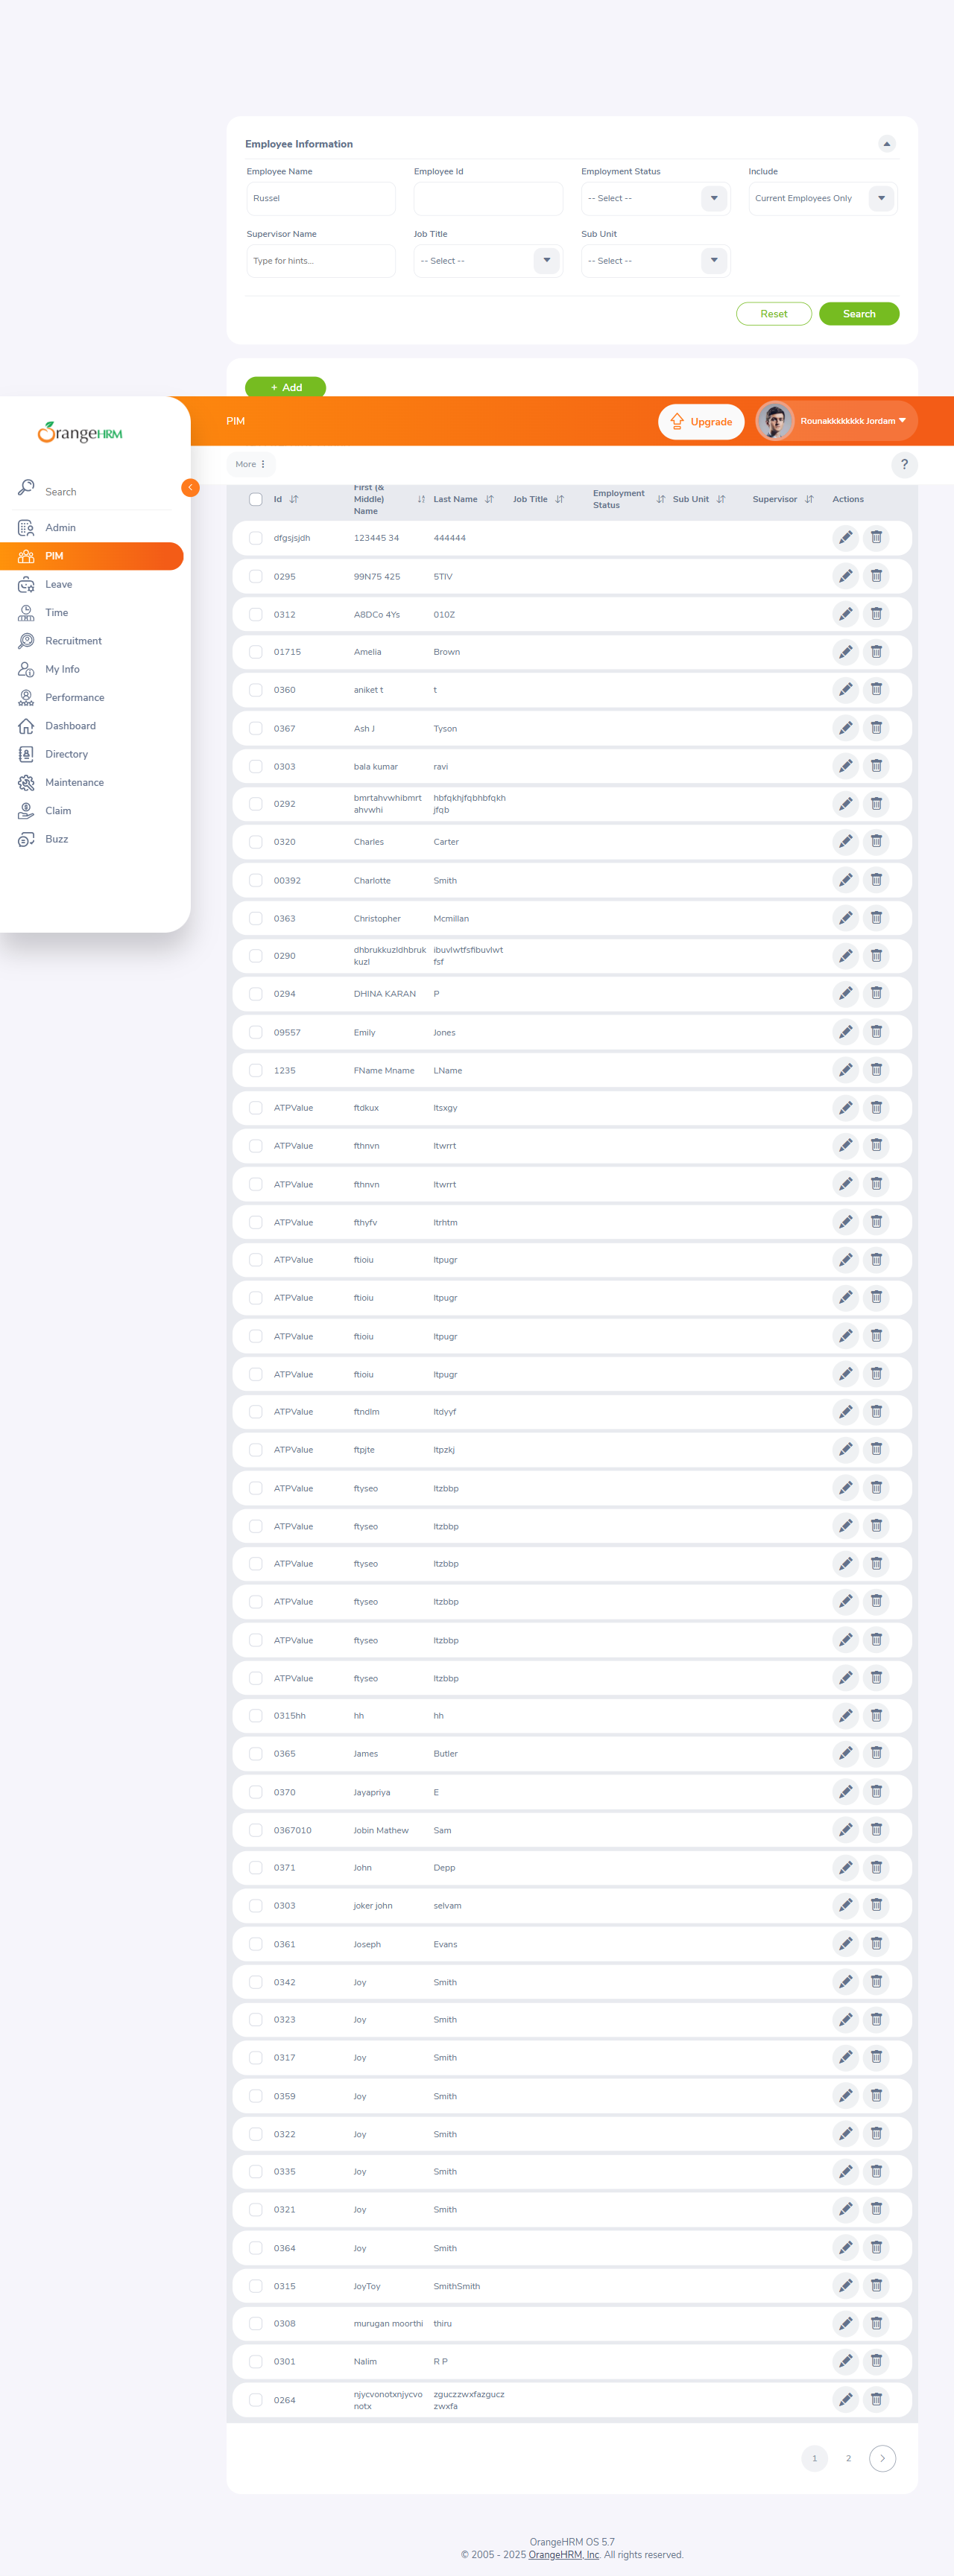 Employee Information
Employee Name
Employee Id
Employment Status
Include
Russel
-- Select --
Current Employees Only
Supervisor Name
Job Title
Sub Unit
Type for hints...
-- Select --
-- Select --
Reset
Search
+ Add
OrangeHRM
PIM
Upgrade
Rounakkkkkkkk Jordam
More
?
Search
Admin
PIM
Leave
Time
Recruitment
My Info
Performance
Dashboard
Directory
Maintenance
Claim
Buzz
Id
First (& Middle) Name
Last Name
Job Title
Employment Status
Sub Unit
Supervisor
Actions
dfgsjsjdh 123445 34 444444
0295 99N75 425 5TIV
0312 A8DCo 4Ys 010Z
01715 Amelia Brown
0360 aniket t t
0367 Ash J Tyson
0303 bala kumar ravi
0292 bmrtahvwhibmrt hbfqkhjfqbhbfqkh
ahvwhi jfqb
0320 Charles Carter
00392 Charlotte Smith
0363 Christopher Mcmillan
0290 dhbrukkuzldhbruk ibuvlwtfsfibuvlwt
kuzl fsf
0294 DHINA KARAN P
09557 Emily Jones
1235 FName Mname LName
ATPValue ftdkux ltsxgy
ATPValue fthnvn ltwrrt
ATPValue fthnvn ltwrrt
ATPValue fthyfv ltrhtm
ATPValue ftioiu ltpugr
ATPValue ftioiu ltpugr
ATPValue ftioiu ltpugr
ATPValue ftioiu ltpugr
ATPValue ftndlm ltdyyf
ATPValue ftpjte ltpzkj
ATPValue ftyseo ltzbbp
ATPValue ftyseo ltzbbp
ATPValue ftyseo ltzbbp
ATPValue ftyseo ltzbbp
ATPValue ftyseo ltzbbp
ATPValue ftyseo ltzbbp
0315hh hh hh
0365 James Butler
0370 Jayapriya E
0367010 Jobin Mathew Sam
0371 John Depp
0303 joker john selvam
0361 Joseph Evans
0342 Joy Smith
0323 Joy Smith
0317 Joy Smith
0359 Joy Smith
0322 Joy Smith
0335 Joy Smith
0321 Joy Smith
0364 Joy Smith
0315 JoyToy SmithSmith
0308 murugan moorthi thiru
0301 Nalim R P
0264 njycvonotxnjycvo zguczzwxfazgucz
notx zwxfa
1 2
OrangeHRM OS 5.7
© 2005 - 2025 OrangeHRM, Inc. All rights reserved.